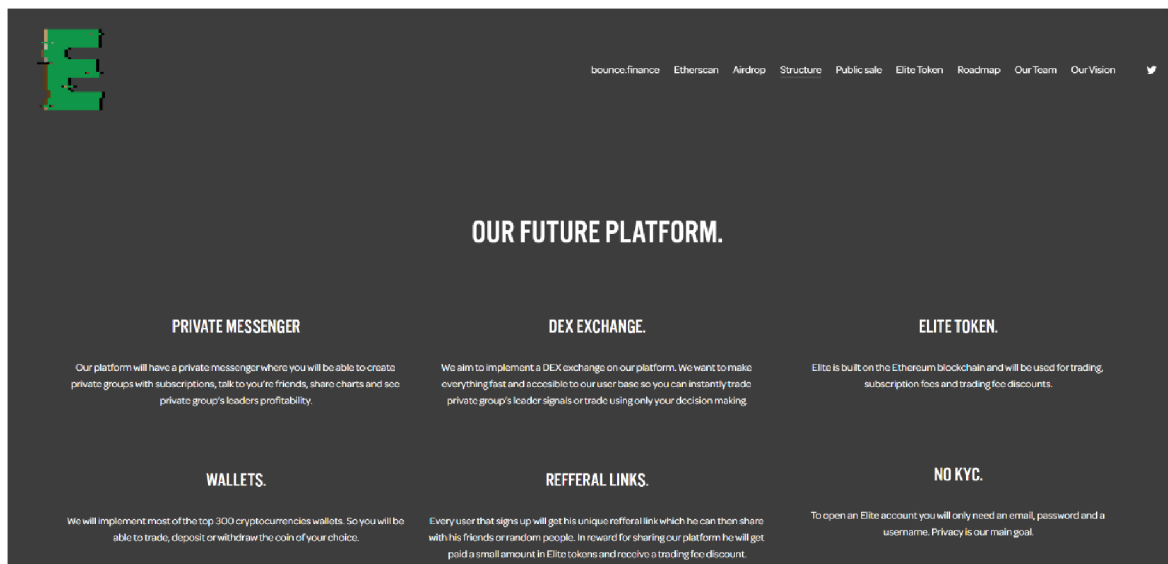 E
bounce.finance Etherscan Airdrop Structure Public sale Elite Token Roadmap Our Team Our Vision
OUR FUTURE PLATFORM.
PRIVATE MESSENGER
Our platform will have a private messenger where you will be able to create
private groups with subscriptions, talk to you're friends, share charts and see
private group's leaders profitability.
DEX EXCHANGE.
We aim to implement a DEX exchange on our platform. We want to make
everything fast and accesible to our user base so you can instantly trade
private group's leader signals or trade using only your decision making.
ELITE TOKEN.
Elite is built on the Ethereum blockchain and will be used for trading,
subscription fees and trading fee discounts.
WALLETS.
We will implement most of the top 300 cryptocurrencies wallets. So you will be
able to trade, deposit or withdraw the coin of your choice.
REFFERAL LINKS.
Every user that signs up will get his unique refferal link which he can then share
with his friends or random people. In reward for sharing our platform he will get
paid a small amount in Elite tokens and receive a trading fee discount.
NO KYC.
To open an Elite account you will only need an email, password and a
username. Privacy is our main goal.